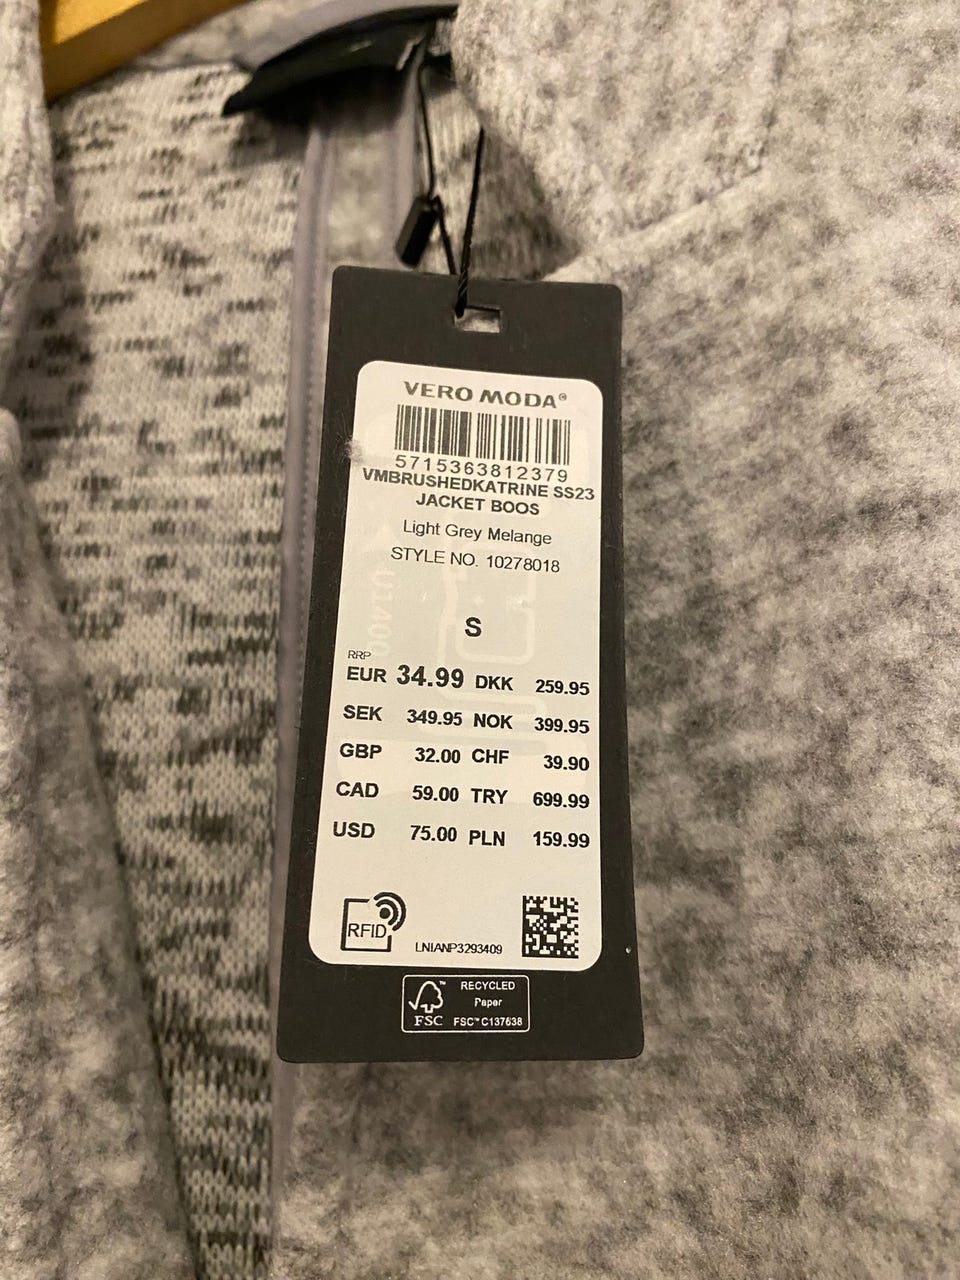 VERO MODA®
5715363812379
VMBRUSHEDKATRINE SS23
JACKET BOOS
Light Grey Melange
STYLE NO. 10278018
S
RRP
EUR 34.99 DKK 259.95
SEK 349.95 NOK 399.95
GBP 32.00 CHF 39.90
CAD 59.00 TRY 699.99
USD 75.00 PLN 159.99
RFID
LNIANP3293409
RECYCLED
Paper
FSC™ C137638
FSC